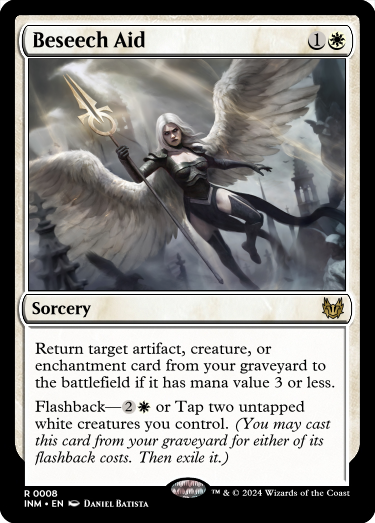 Beseech Aid 1
Sorcery
Return target artifact, creature, or
enchantment card from your graveyard to
the battlefield if it has mana value 3 or less.
Flashback—2 or Tap two untapped
white creatures you control. (You may cast
this card from your graveyard for either of its
flashback costs. Then exile it.)
R 0008
INM • EN Daniel Batista
™ & © 2024 Wizards of the Coast